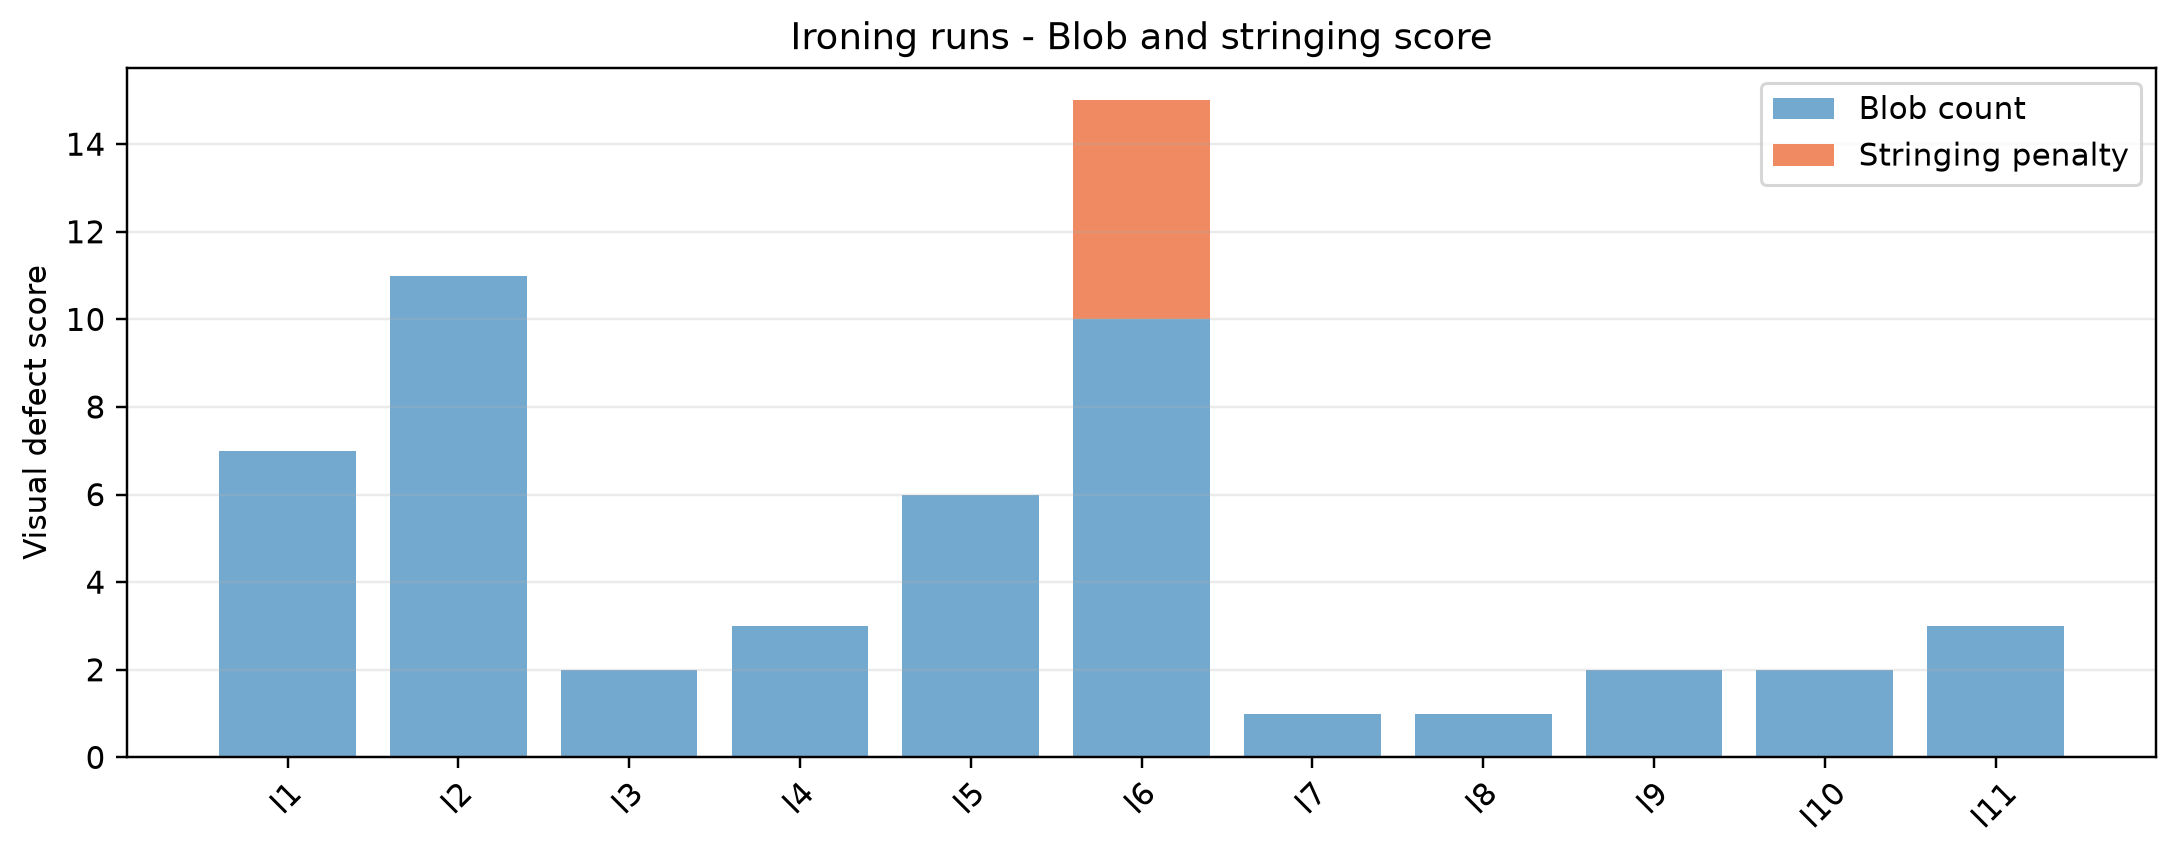 Ironing runs - Blob and stringing score
Blob count
Stringing penalty
Visual defect score
14
12
10
8
6
4
2
0
I1
I2
I3
I4
I5
I6
I7
I8
I9
I10
I11